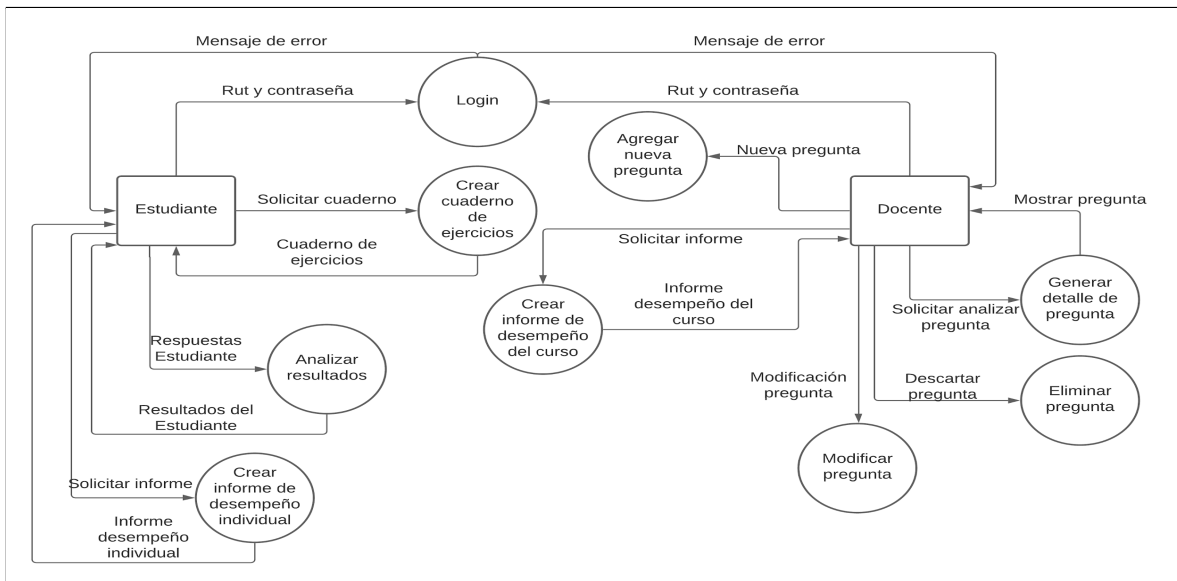 Mensaje de error
Mensaje de error
Rut y contraseña
Login
Rut y contraseña
Agregar
nueva
pregunta
Nueva pregunta
Estudiante
Solicitar cuaderno
Crear
cuaderno
de
ejercicios
Docente
Mostrar pregunta
Cuaderno de
ejercicios
Solicitar informe
Generar
detalle de
pregunta
Crear
informe de
desempeño
del curso
Informe
desempeño del
curso
Solicitar analizar
pregunta
Respuestas
Estudiante
Analizar
resultados
Modificación
pregunta
Descartar
pregunta
Eliminar
pregunta
Resultados del
Estudiante
Modificar
pregunta
Solicitar informe
Crear
informe de
desempeño
individual
Informe
desempeño
individual